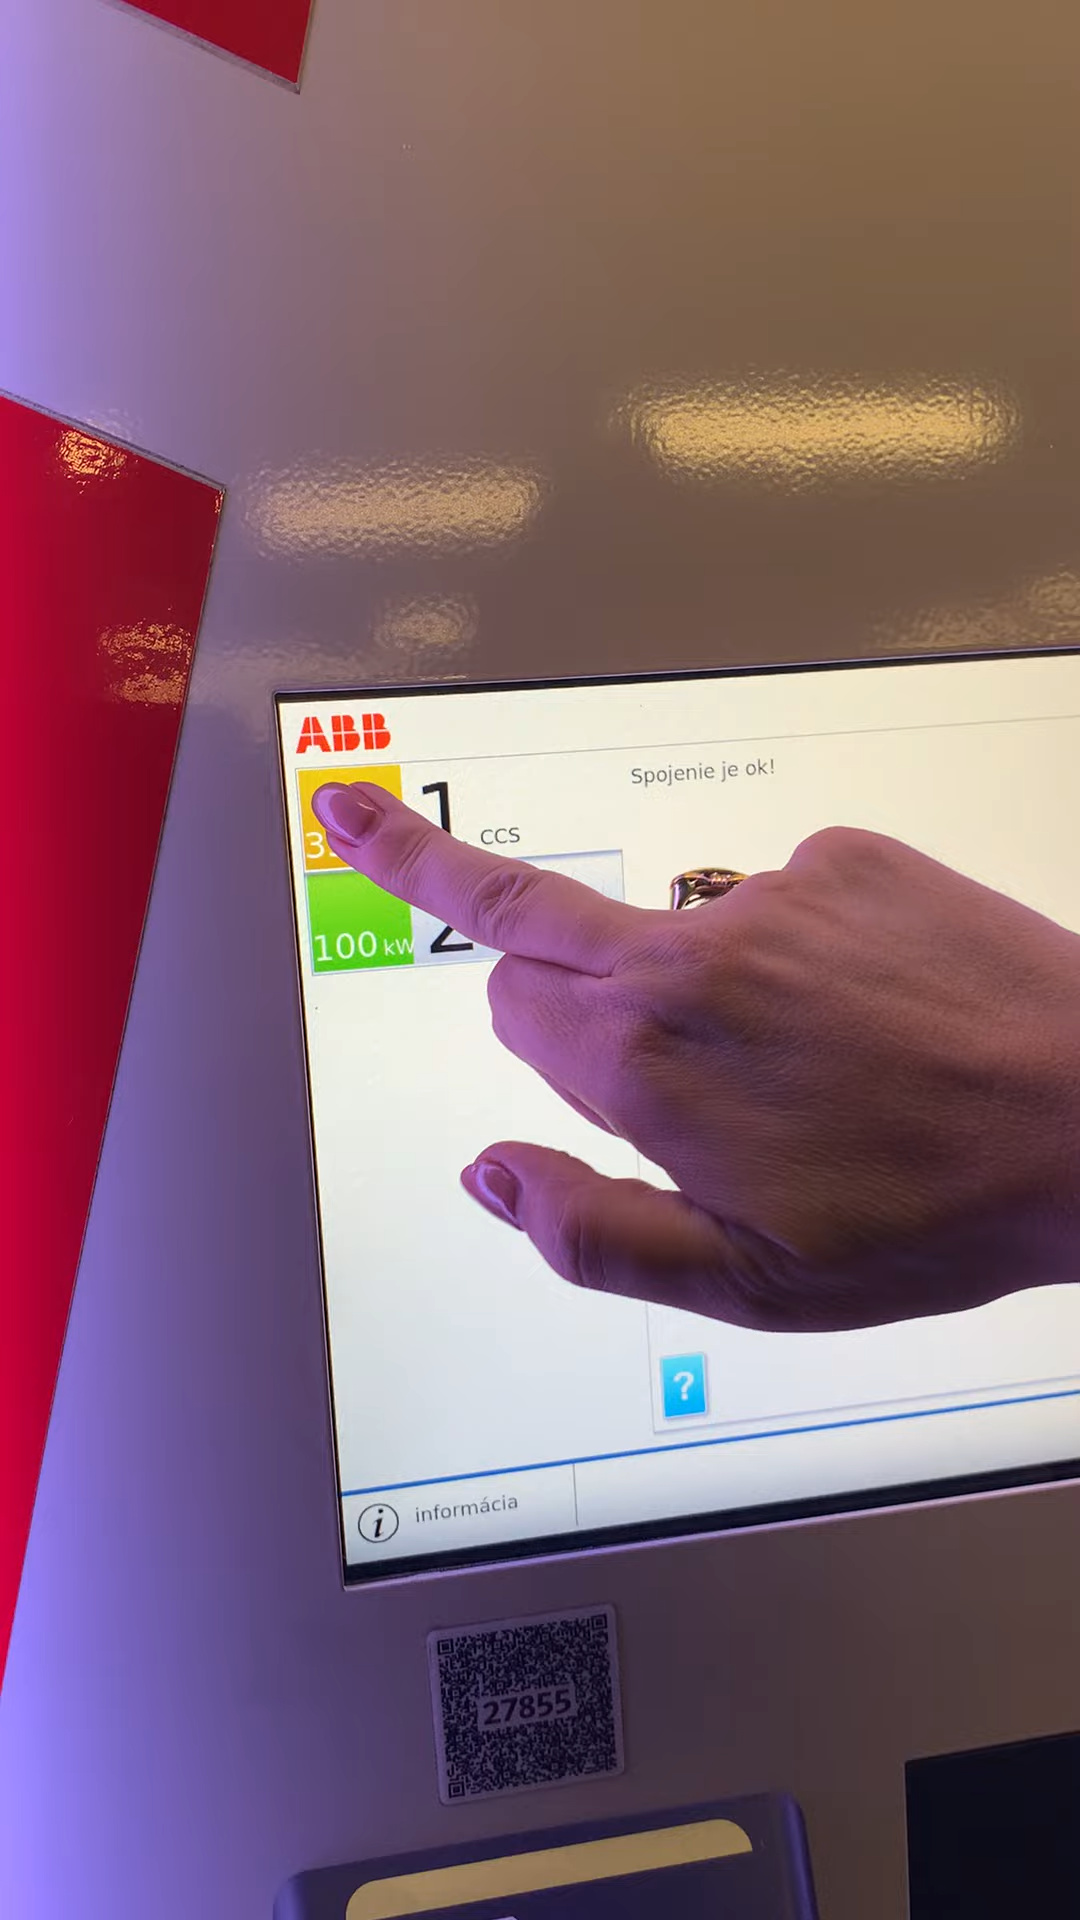 ABB
1 CCS
Spojenie je ok!
100 kW 2
?
i informácia
27855